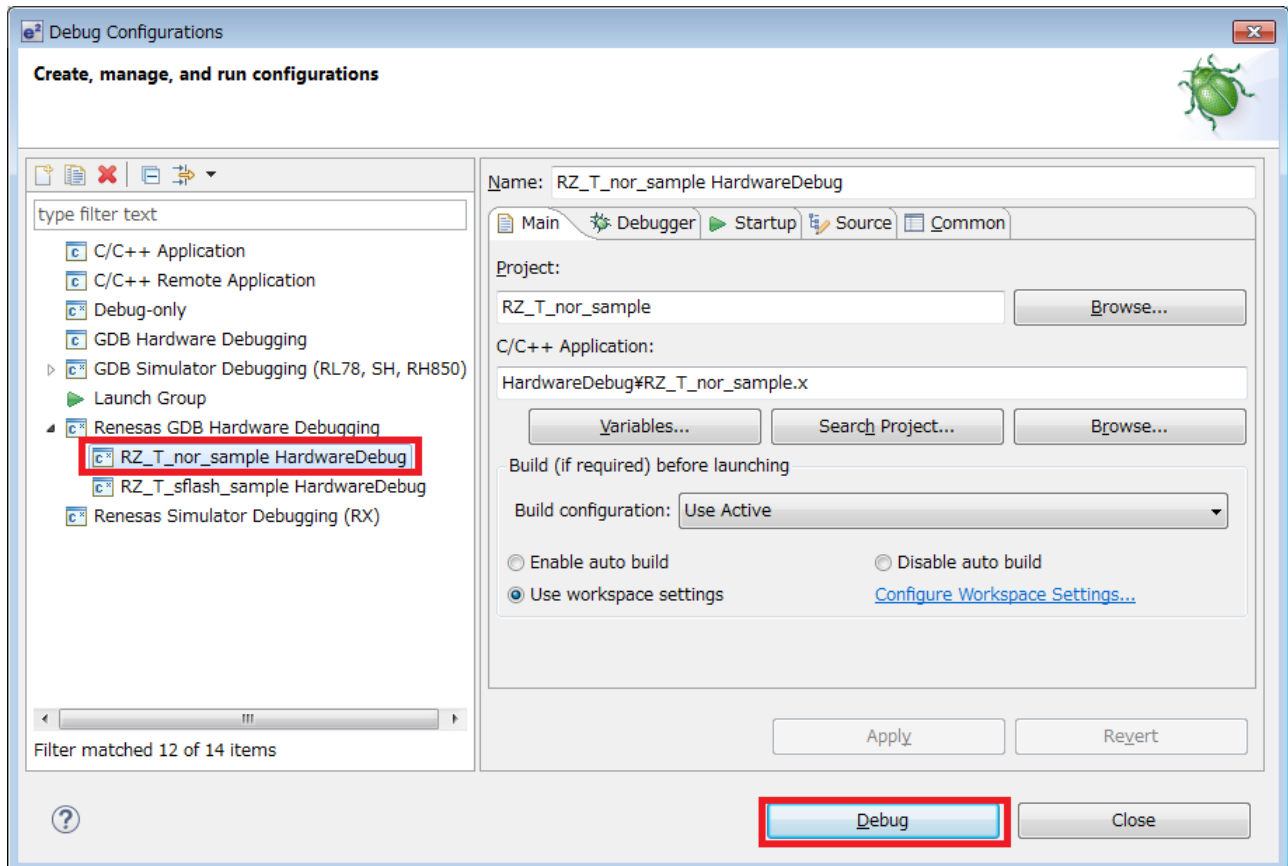 e² Debug Configurations
Create, manage, and run configurations
type filter text
C/C++ Application
C/C++ Remote Application
Debug-only
GDB Hardware Debugging
GDB Simulator Debugging (RL78, SH, RH850)
Launch Group
Renesas GDB Hardware Debugging
RZ_T_nor_sample HardwareDebug
RZ_T_sflash_sample HardwareDebug
Renesas Simulator Debugging (RX)
Filter matched 12 of 14 items
Name: RZ_T_nor_sample HardwareDebug
Main Debugger Startup Source Common
Project:
RZ_T_nor_sample Browse...
C/C++ Application:
HardwareDebug¥RZ_T_nor_sample.x
Variables... Search Project... Browse...
Build (if required) before launching
Build configuration: Use Active
Enable auto build Disable auto build
Use workspace settings Configure Workspace Settings...
Apply Revert
? Debug Close